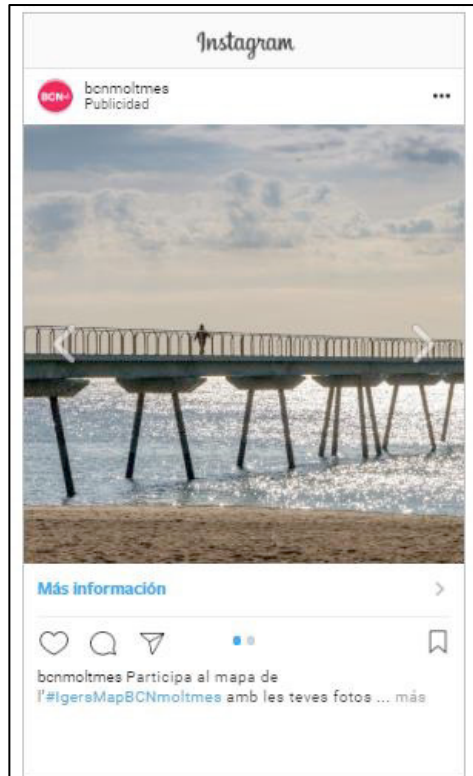 Instagram
BCN+
bcnmoltmes
Publicidad
Más información
bcnmoltmes Participa al mapa de
l'#IgersMapBCNmoltmes amb les teves fotos ... más